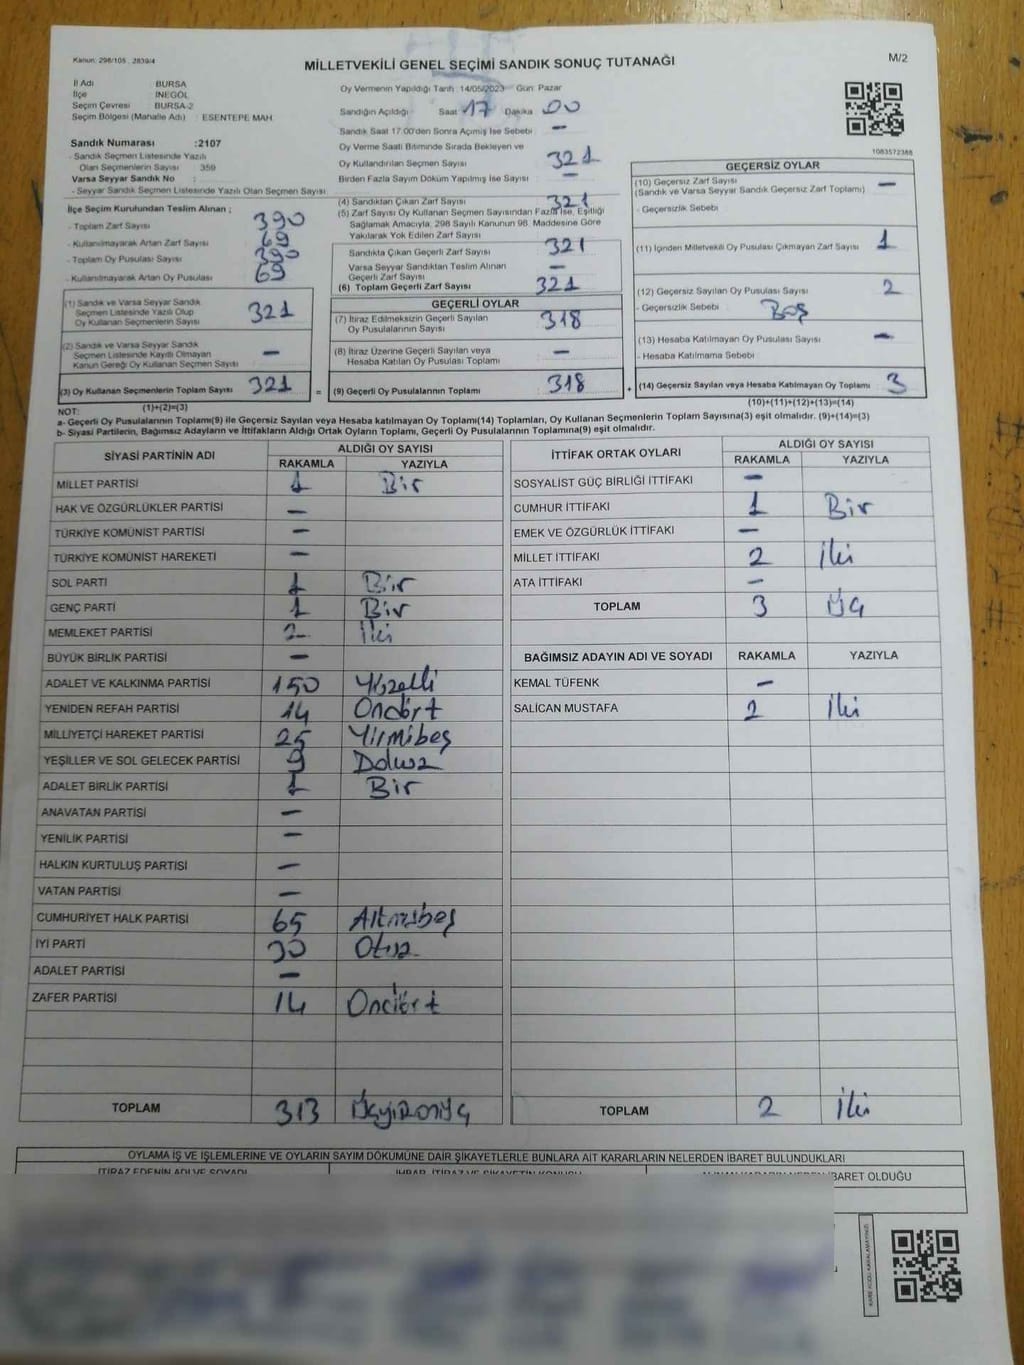 Kanun: 298/105 , 2839/4
MİLLETVEKİLİ GENEL SEÇİMİ SANDIK SONUÇ TUTANAĞI
M/2
İl Adı BURSA
İlçe İNEGÖL
Seçim Çevresi BURSA-2
Seçim Bölgesi (Mahalle Adı) : ESENTEPE MAH
Sandık Numarası :2107
- Sandık Seçmen Listesinde Yazılı
Olan Seçmenlerin Sayısı 359
Varsa Seyyar Sandık No :
- Seyyar Sandık Seçmen Listesinde Yazılı Olan Seçmen Sayısı
İlçe Seçim Kurulundan Teslim Alınan ;
- Toplam Zarf Sayısı 390
- Kullanılmayarak Artan Zarf Sayısı 69
- Toplam Oy Pusulası Sayısı 390
- Kullanılmayarak Artan Oy Pusulası 69
(1) Sandık ve Varsa Seyyar Sandık
Seçmen Listesinde Yazılı Olup
Oy Kullanan Seçmenlerin Sayısı 321
(2) Sandık ve Varsa Seyyar Sandık
Seçmen Listesinde Kaydı Olmayan
Kanun Gereği Oy Kullanan Seçmen Sayısı –
(3) Oy Kullanan Seçmenlerin Toplam Sayısı 321 =
Oy Vermenin Yapıldığı Tarih :14/05/2023 Gün: Pazar
Sandığın Açıldığı Saat 17 Dakika 00
Sandık Saat 17.00'den Sonra Açılmış İse Sebebi –
Oy Verme Saati Bitiminde Sırada Bekleyen ve
Oy Kullandırılan Seçmen Sayısı 321
Birden Fazla Sayım Döküm Yapılmış İse Sayısı –
(4) Sandıktan Çıkan Zarf Sayısı 321
(5) Zarf Sayısı Oy Kullanan Seçmen Sayısından Fazla İse, Eşitliği
Sağlamak Amacıyla, 298 Sayılı Kanunun 98. Maddesine Göre
Yakılarak Yok Edilen Zarf Sayısı
Sandıkta Çıkan Geçerli Zarf Sayısı 321
Varsa Seyyar Sandıktan Teslim Alınan
Geçerli Zarf Sayısı –
(6) Toplam Geçerli Zarf Sayısı 321
GEÇERLİ OYLAR
(7) İtiraz Edilmeksizin Geçerli Sayılan
Oy Pusulalarının Sayısı 318
(8) İtiraz Üzerine Geçerli Sayılan veya
Hesaba Katılan Oy Pusulası Toplamı –
(9) Geçerli Oy Pusulalarının Toplamı 318 +
1083572388
GEÇERSİZ OYLAR
(10) Geçersiz Zarf Sayısı –
(Sandık ve Varsa Seyyar Sandık Geçersiz Zarf Toplamı)
- Geçersizlik Sebebi
(11) İçinden Milletvekili Oy Pusulası Çıkmayan Zarf Sayısı 1
(12) Geçersiz Sayılan Oy Pusulası Sayısı 2
- Geçersizlik Sebebi Boş
(13) Hesaba Katılmayan Oy Pusulası Sayısı –
- Hesaba Katılmama Sebebi
(14) Geçersiz Sayılan veya Hesaba Katılmayan Oy Toplamı 3
NOT: (1)+(2)=(3)
(10)+(11)+(12)+(13)=(14)
a- Geçerli Oy Pusulalarının Toplamı(9) ile Geçersiz Sayılan veya Hesaba katılmayan Oy Toplamı(14) Toplamları, Oy Kullanan Seçmenlerin Toplam Sayısına(3) eşit olmalıdır. (9)+(14)=(3)
b- Siyasi Partilerin, Bağımsız Adayların ve İttifakların Aldığı Ortak Oyların Toplamı, Geçerli Oy Pusulalarının Toplamına(9) eşit olmalıdır.
SİYASİ PARTİNİN ADI ALDIĞI OY SAYISI
RAKAMLA YAZIYLA
MİLLET PARTİSİ 1 Bir
HAK VE ÖZGÜRLÜKLER PARTİSİ –
TÜRKİYE KOMÜNİST PARTİSİ –
TÜRKİYE KOMÜNİST HAREKETİ –
SOL PARTİ 1 Bir
GENÇ PARTİ 1 Bir
MEMLEKET PARTİSİ 2 iki
BÜYÜK BİRLİK PARTİSİ –
ADALET VE KALKINMA PARTİSİ 150 Yüzelli
YENİDEN REFAH PARTİSİ 14 Ondört
MİLLİYETÇİ HAREKET PARTİSİ 25 Yirmibeş
YEŞİLLER VE SOL GELECEK PARTİSİ 9 Dokuz
ADALET BİRLİK PARTİSİ 1 Bir
ANAVATAN PARTİSİ –
YENİLİK PARTİSİ –
HALKIN KURTULUŞ PARTİSİ –
VATAN PARTİSİ –
CUMHURİYET HALK PARTİSİ 65 Altmışbeş
İYİ PARTİ 30 Otuz
ADALET PARTİSİ –
ZAFER PARTİSİ 14 Ondört
TOPLAM 313 Üçyüzonüç
İTTİFAK ORTAK OYLARI ALDIĞI OY SAYISI
RAKAMLA YAZIYLA
SOSYALİST GÜÇ BİRLİĞİ İTTİFAKI –
CUMHUR İTTİFAKI 1 Bir
EMEK VE ÖZGÜRLÜK İTTİFAKI –
MİLLET İTTİFAKI 2 iki
ATA İTTİFAKI –
TOPLAM 3 Üç
BAĞIMSIZ ADAYIN ADI VE SOYADI RAKAMLA YAZIYLA
KEMAL TÜFENK –
SALİCAN MUSTAFA 2 iki
TOPLAM 2 iki
OYLAMA İŞ VE İŞLEMLERİNE VE OYLARIN SAYIM DÖKÜMÜNE DAİR ŞİKAYETLERLE BUNLARA AİT KARARLARIN NELERDEN İBARET BULUNDUKLARI
İTİRAZ EDENİN ADI VE SOYADI İHBAR, İTİRAZ VE ŞİKAYETİN KONUSU İBARET OLDUĞU